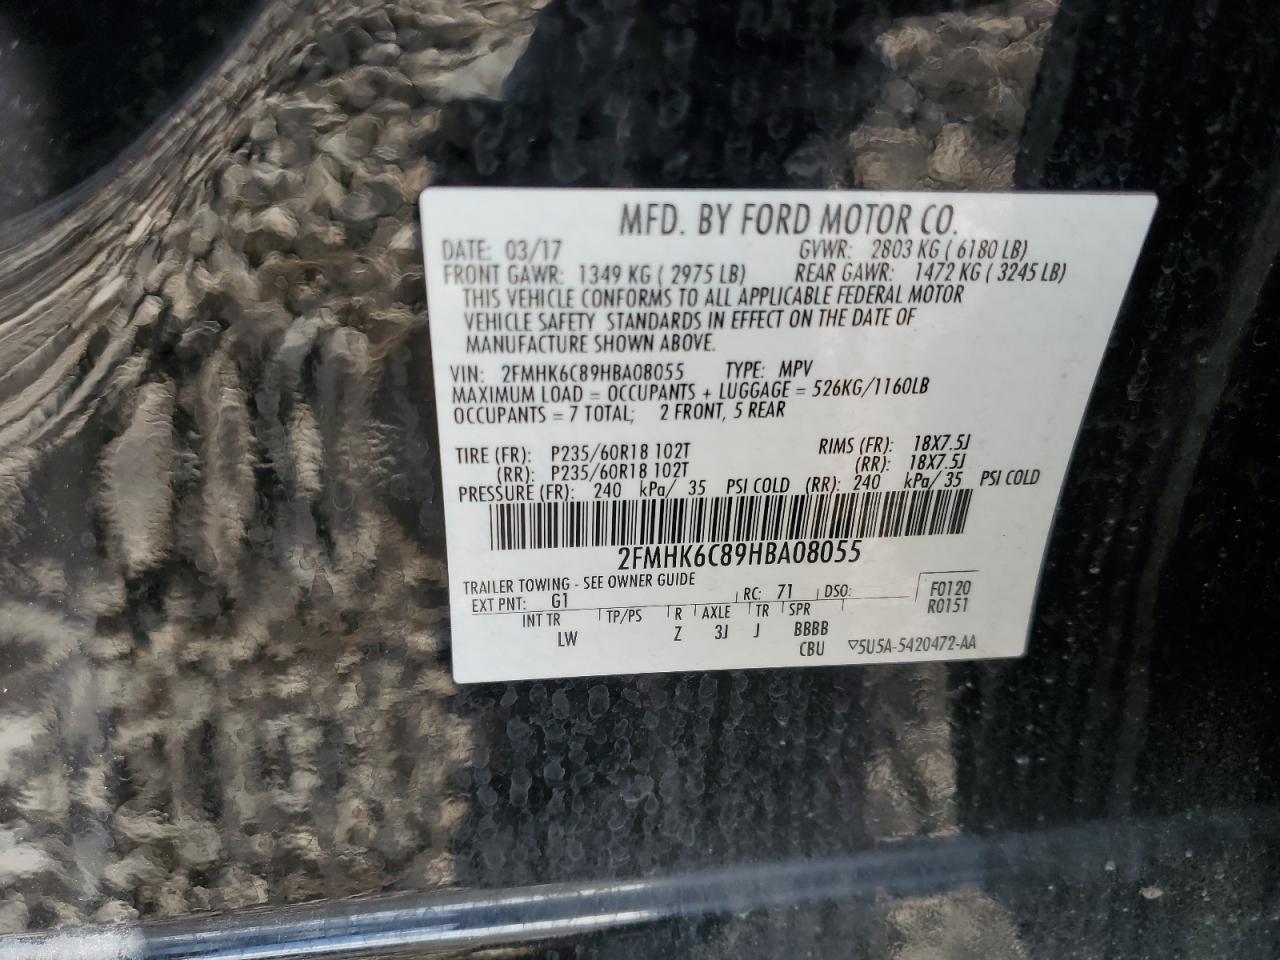 MFD. BY FORD MOTOR CO.
DATE: 03/17 GVWR: 2803 KG ( 6180 LB)
FRONT GAWR: 1349 KG ( 2975 LB) REAR GAWR: 1472 KG ( 3245 LB)
THIS VEHICLE CONFORMS TO ALL APPLICABLE FEDERAL MOTOR
VEHICLE SAFETY STANDARDS IN EFFECT ON THE DATE OF
MANUFACTURE SHOWN ABOVE.
VIN: 2FMHK6C89HBA08055 TYPE: MPV
MAXIMUM LOAD = OCCUPANTS + LUGGAGE = 526KG/1160LB
OCCUPANTS = 7 TOTAL; 2 FRONT, 5 REAR
TIRE (FR): P235/60R18 102T RIMS (FR): 18X7.5J
(RR): P235/60R18 102T (RR): 18X7.5J
PRESSURE (FR): 240 kPa/ 35 PSI COLD (RR): 240 kPa/ 35 PSI COLD
2FMHK6C89HBA08055
TRAILER TOWING - SEE OWNER GUIDE
EXT PNT: G1 RC: 71 DSO: F0120
INT TR TP/PS R AXLE TR SPR R0151
LW Z 3J J BBBB
CBU ▽5U5A-5420472-AA